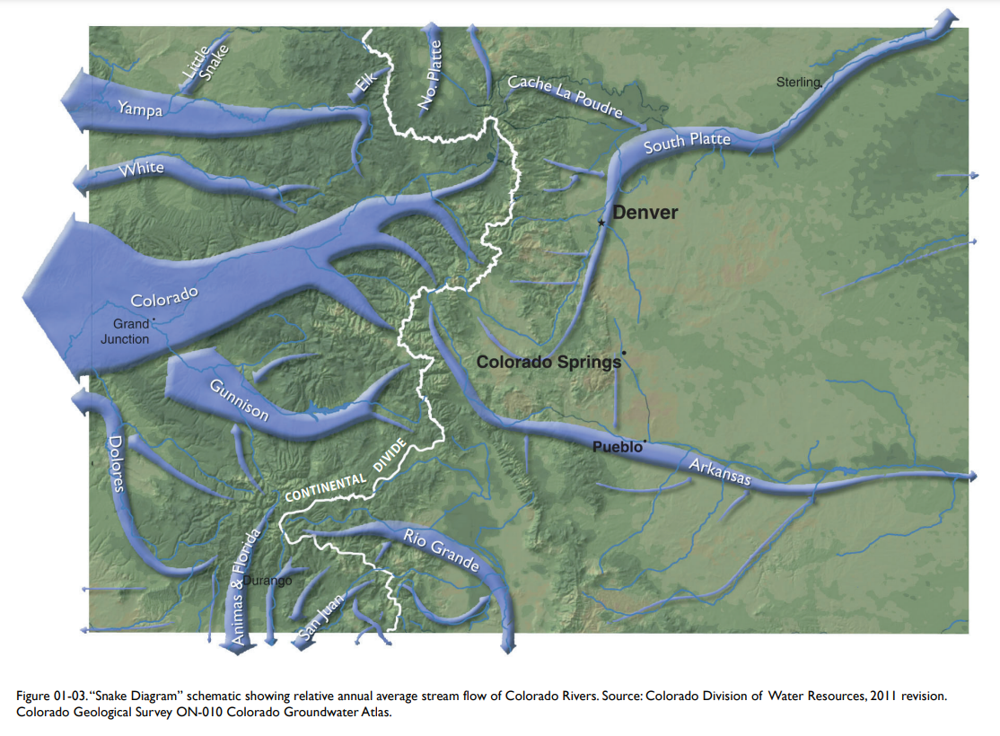 Little
Snake
Elk
No. Platte
Cache La Poudre
Sterling
Yampa
South Platte
White
Denver
Colorado
Grand
Junction
Colorado Springs
Gunnison
Dolores
CONTINENTAL DIVIDE
Pueblo
Arkansas
Rio Grande
Animas & Florida
Durango
San Juan
Figure 01-03. “Snake Diagram” schematic showing relative annual average stream flow of Colorado Rivers. Source: Colorado Division of Water Resources, 2011 revision.
Colorado Geological Survey ON-010 Colorado Groundwater Atlas.